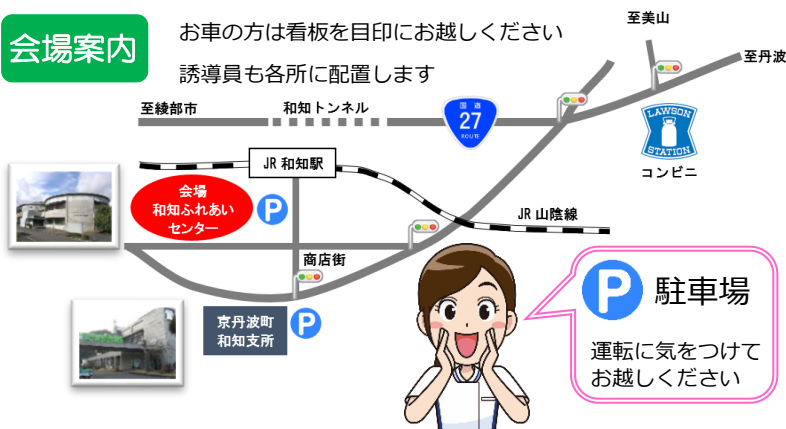 会場案内
お車の方は看板を目印にお越しください
誘導員も各所に配置します
至美山
至丹波
至綾部市
和知トンネル
国道
27
ROUTE
LAWSON
STATION
コンビニ
JR 和知駅
会場
和知ふれあい
センター
P
JR 山陰線
商店街
京丹波町
和知支所
P
P 駐車場
運転に気をつけて
お越しください